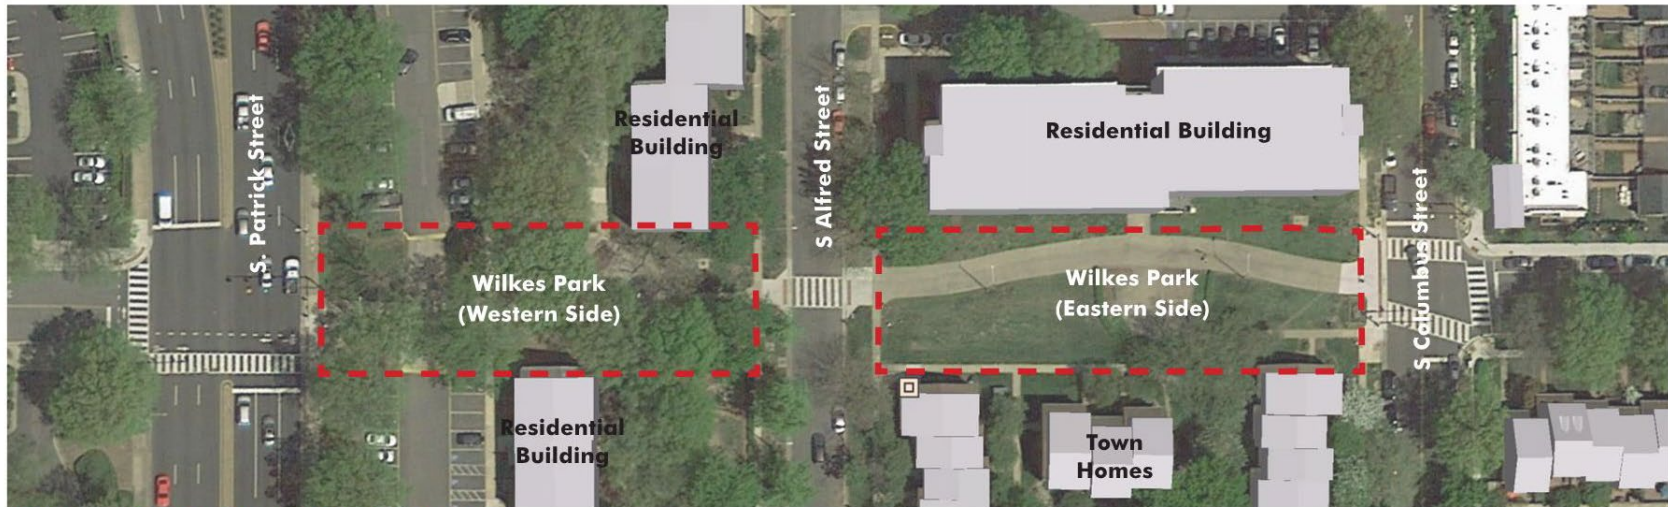 S. Patrick Street
Residential
Building
S Alfred Street
Residential Building
S Columbus Street
Wilkes Park
(Western Side)
Wilkes Park
(Eastern Side)
Residential
Building
Town
Homes